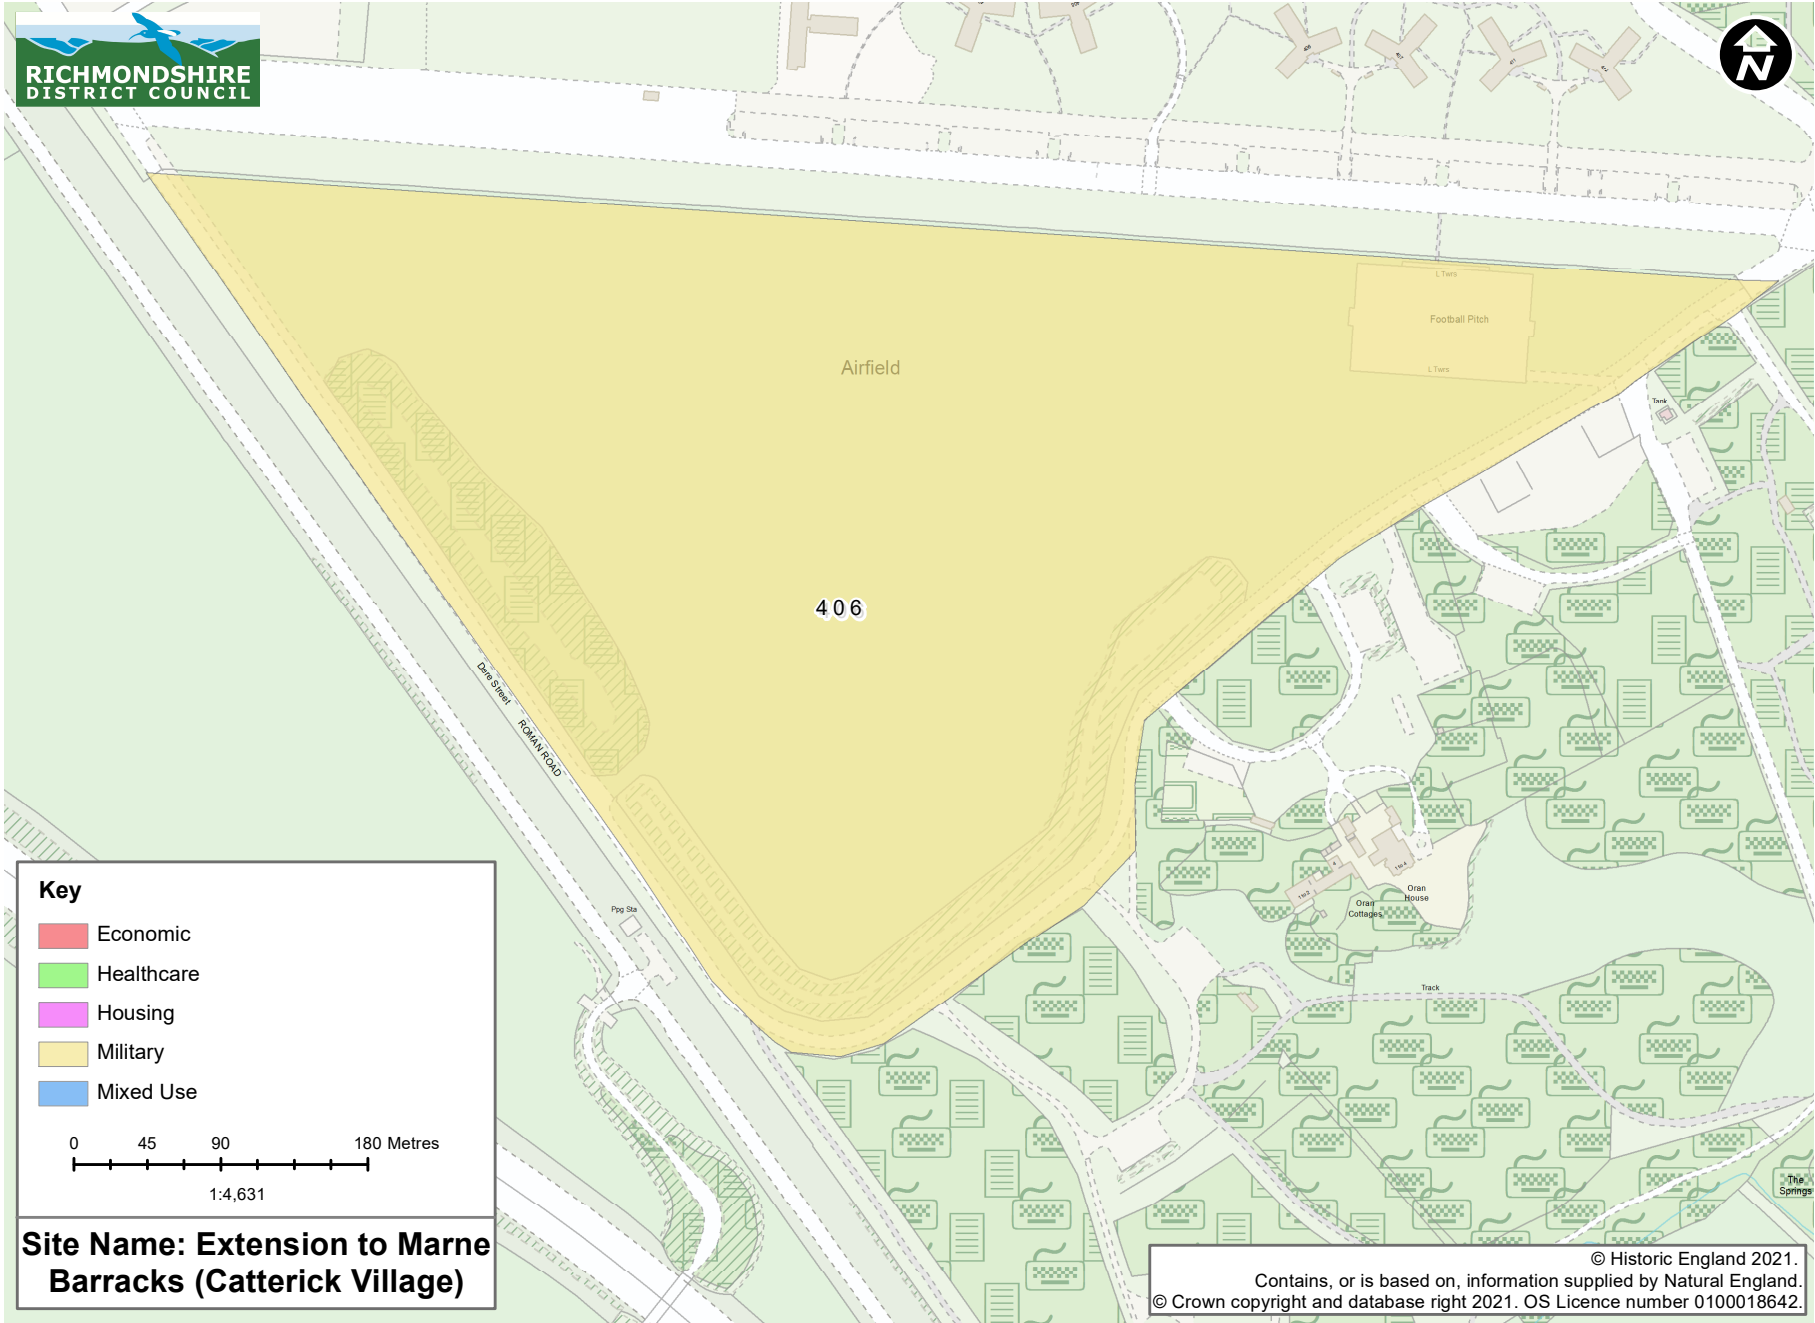 RICHMONDSHIRE
DISTRICT COUNCIL
N
L Twrs
Football Pitch
L Twrs
Airfield
Tank
406
Dere Street
ROMAN ROAD
Ppg Sta
Oran
House
Oran
Cottages
Track
The
Springs
Key
Economic
Healthcare
Housing
Military
Mixed Use
0 45 90 180 Metres
1:4,631
Site Name: Extension to Marne
Barracks (Catterick Village)
© Historic England 2021.
Contains, or is based on, information supplied by Natural England.
© Crown copyright and database right 2021. OS Licence number 0100018642.